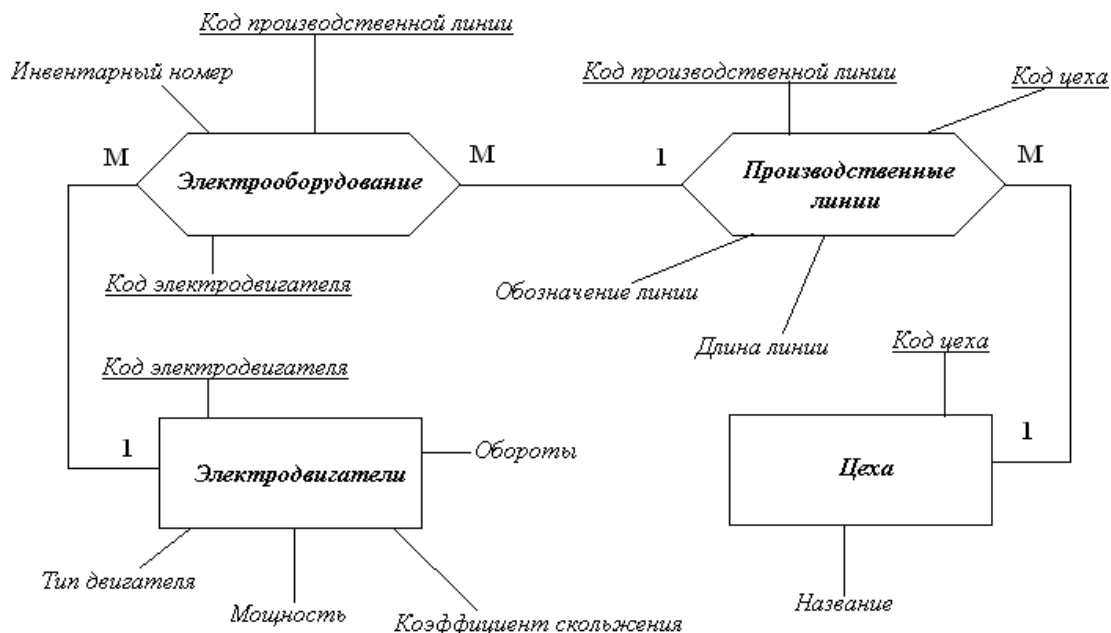 Код производственной линии
Инвентарный номер
Код производственной линии
Код цеха
М
М
1
М
Электрооборудование
Производственные
линии
Код электродвигателя
Обозначение линии
Длина линии
Код цеха
Код электродвигателя
1
Обороты
1
Электродвигатели
Цеха
Тип двигателя
Мощность
Коэффициент скольжения
Название